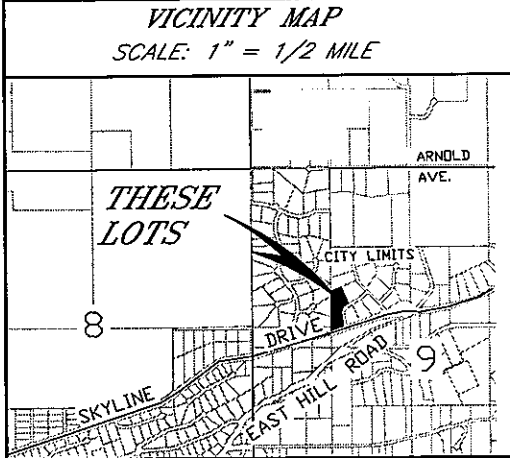 VICINITY MAP
SCALE: 1" = 1/2 MILE
ARNOLD
AVE.
THESE
LOTS
CITY LIMITS
8
DRIVE
9
SKYLINE
EAST HILL ROAD